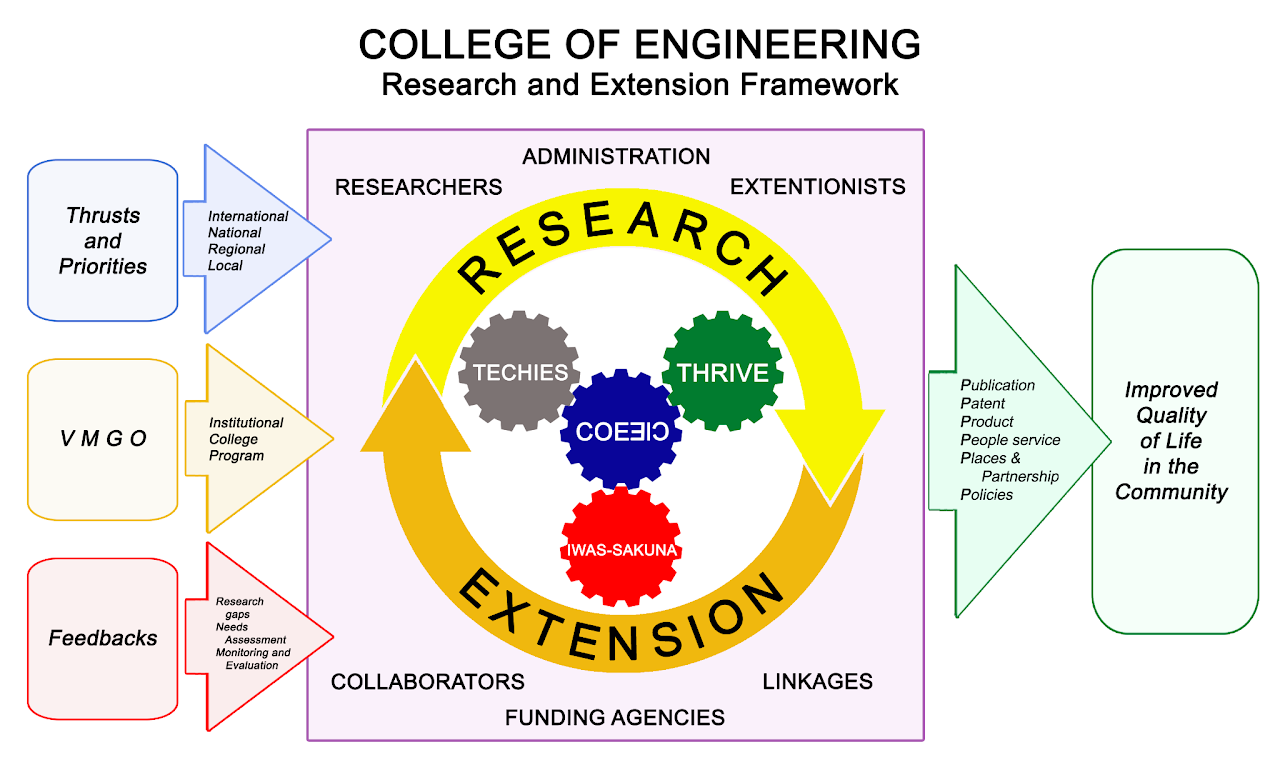 COLLEGE OF ENGINEERING
Research and Extension Framework
Thrusts
and
Priorities
International
National
Regional
Local
V M G O
Institutional
College
Program
Feedbacks
Research
gaps
Needs
Assessment
Monitoring and
Evaluation
ADMINISTRATION
RESEARCHERS
EXTENTIONISTS
RESEARCH
TECHIES
THRIVE
IWAS-SAKUNA
EXTENSION
COLLABORATORS
LINKAGES
FUNDING AGENCIES
Publication
Patent
Product
People service
Places &
Partnership
Policies
Improved
Quality
of Life
in the
Community